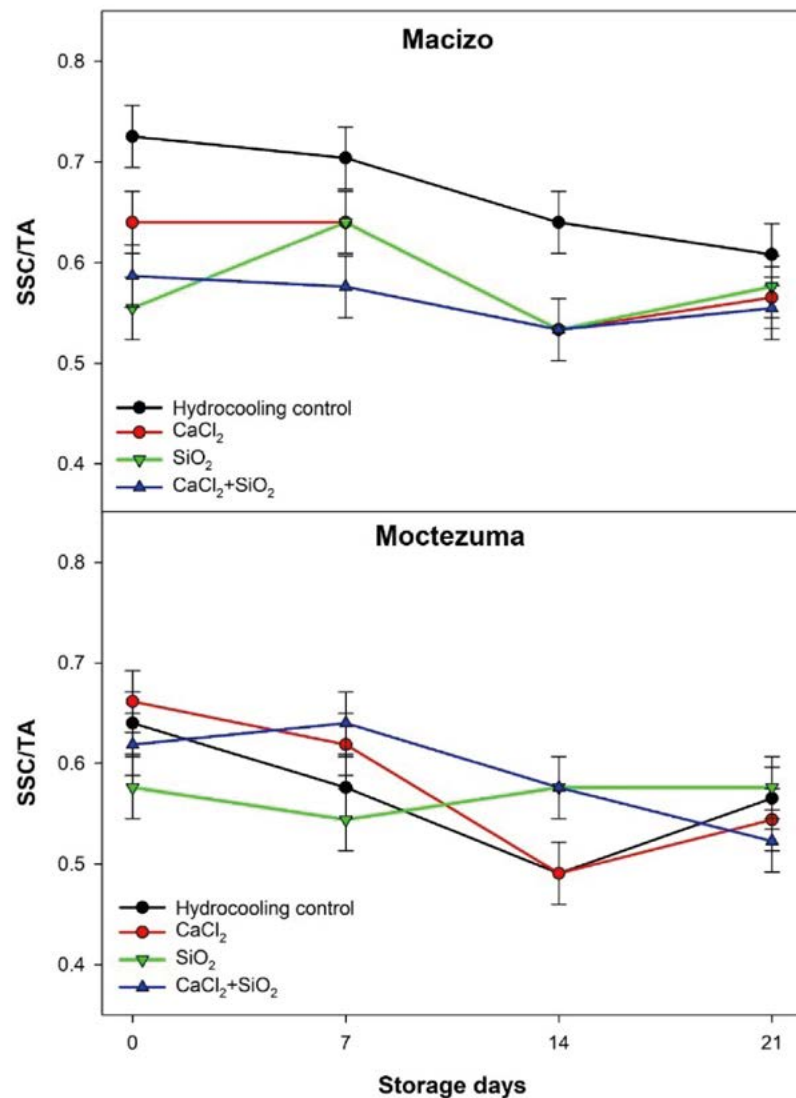 Macizo
0.8
0.7
0.6
0.5
0.4
SSC/TA
Hydrocooling control
CaCl₂
SiO₂
CaCl₂+SiO₂
Moctezuma
0.8
0.7
0.6
0.5
0.4
SSC/TA
Hydrocooling control
CaCl₂
SiO₂
CaCl₂+SiO₂
0 7 14 21
Storage days